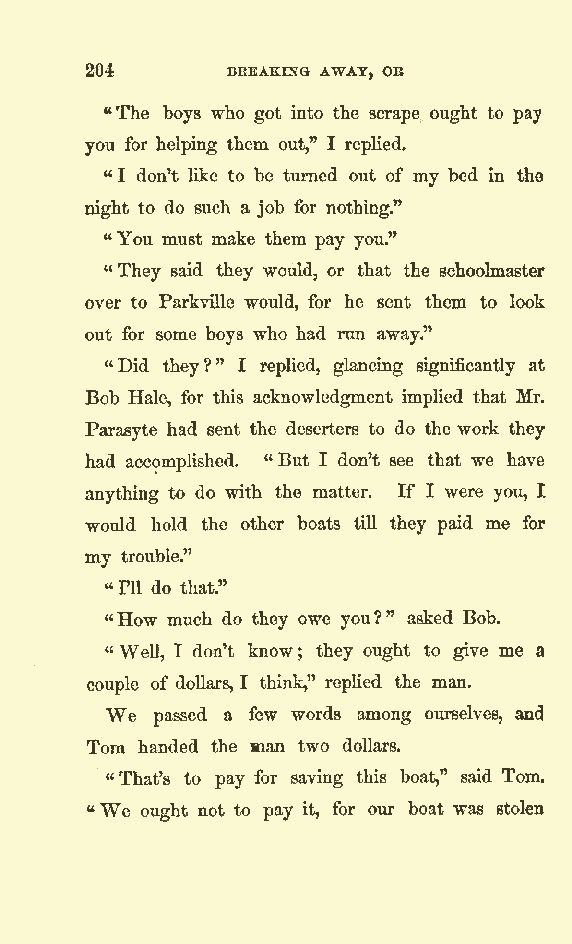 204 BREAKING AWAY, OR
"The boys who got into the scrape ought to pay
you for helping them out," I replied.
"I don't like to be turned out of my bed in the
night to do such a job for nothing."
"You must make them pay you."
"They said they would, or that the schoolmaster
over to Parkville would, for he sent them to look
out for some boys who had run away."
"Did they?" I replied, glancing significantly at
Bob Hale, for this acknowledgment implied that Mr.
Parasyte had sent the deserters to do the work they
had accomplished. "But I don't see that we have
anything to do with the matter. If I were you, I
would hold the other boats till they paid me for
my trouble."
"I'll do that."
"How much do they owe you?" asked Bob.
"Well, I don't know; they ought to give me a
couple of dollars, I think," replied the man.
We passed a few words among ourselves, and
Tom handed the man two dollars.
"That's to pay for saving this boat," said Tom.
"We ought not to pay it, for our boat was stolen